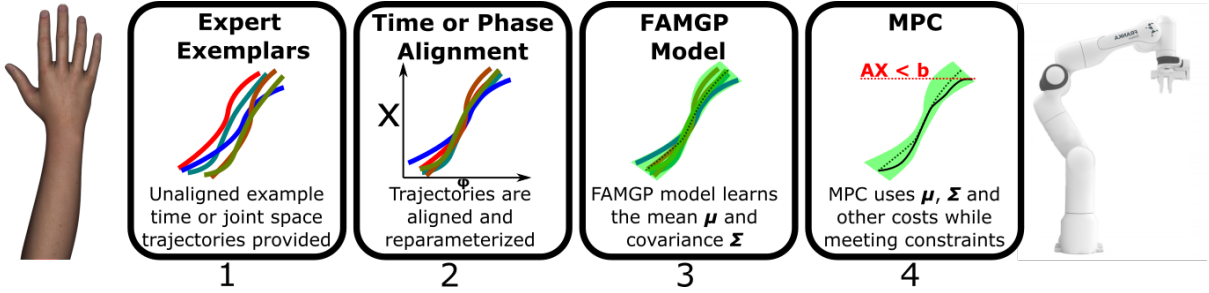 Expert
Exemplars
Unaligned example
time or joint space
trajectories provided
1
Time or Phase
Alignment
X
φ
Trajectories are
aligned and
reparameterized
2
FAMGP
Model
FAMGP model learns
the mean μ and
covariance Σ
3
MPC
AX < b
MPC uses μ, Σ and
other costs while
meeting constraints
4
FRANKA